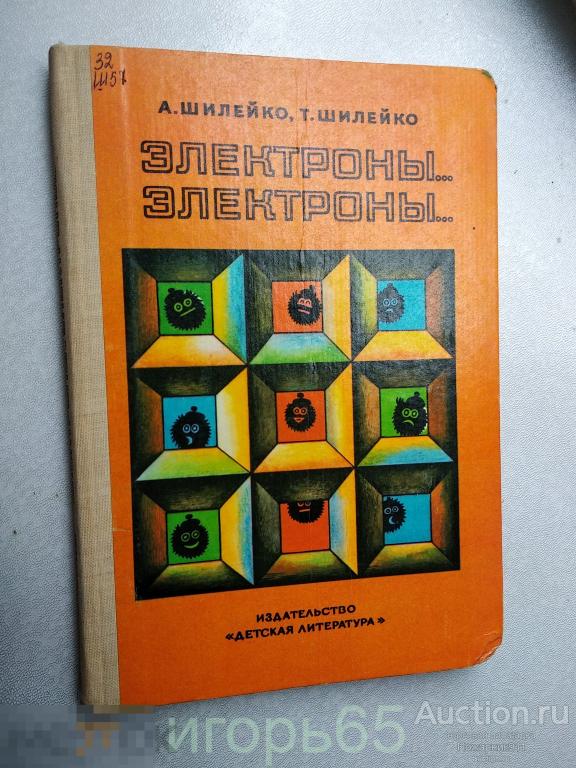 32
Ш57
А.ШИЛЕЙКО, Т.ШИЛЕЙКО
ЭЛЕКТРОНЫ...
ЭЛЕКТРОНЫ...
ИЗДАТЕЛЬСТВО
«ДЕТСКАЯ ЛИТЕРАТУРА»
игорь65
Auction.ru